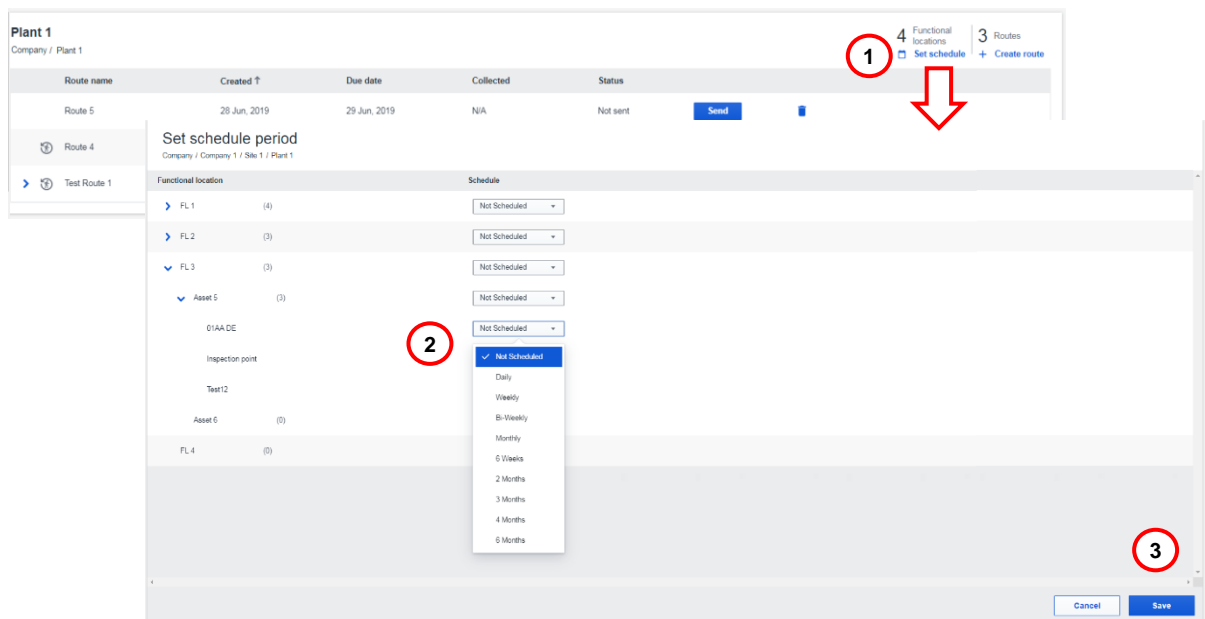 Plant 1
Company / Plant 1
4 Functional locations
3 Routes
1
Set schedule
+ Create route
Route name Created ↑ Due date Collected Status
Route 5 28 Jun, 2019 29 Jun, 2019 N/A Not sent Send
Route 4
Test Route 1
Set schedule period
Company / Company 1 / Site 1 / Plant 1
Functional location Schedule
FL 1 (4) Not Scheduled
FL 2 (3) Not Scheduled
FL 3 (3) Not Scheduled
Asset 5 (3) Not Scheduled
01AA DE Not Scheduled
2
Not Scheduled
Inspection point
Daily
Test12
Weekly
Asset 6 (0)
Bi-Weekly
Monthly
FL 4 (0)
6 Weeks
2 Months
3 Months
4 Months
6 Months
3
Cancel Save